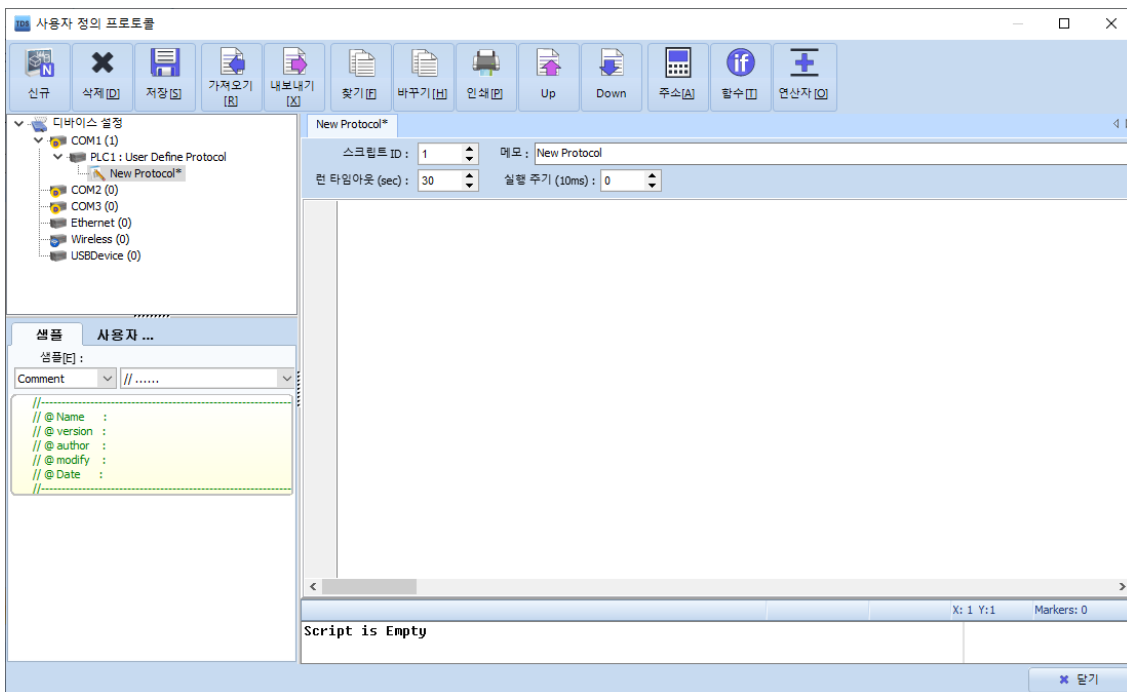 TDS 사용자 정의 프로토콜
신규
삭제[D]
저장[S]
가져오기
[R]
내보내기
[X]
찾기[F]
바꾸기[H]
인쇄[P]
Up
Down
주소[A]
함수[T]
연산자[O]
디바이스 설정
COM1 (1)
PLC1 : User Define Protocol
New Protocol*
COM2 (0)
COM3 (0)
Ethernet (0)
Wireless (0)
USBDevice (0)
New Protocol*
스크립트 ID : 1
메모 : New Protocol
런 타임아웃 (sec) : 30
실행 주기 (10ms) : 0
샘플
사용자 ...
샘플[E] :
Comment
// ......
//------------------------------------------------------------
// @ Name :
// @ version :
// @ author :
// @ modify :
// @ Date :
//------------------------------------------------------------
X: 1 Y:1
Markers: 0
Script is Empty
닫기